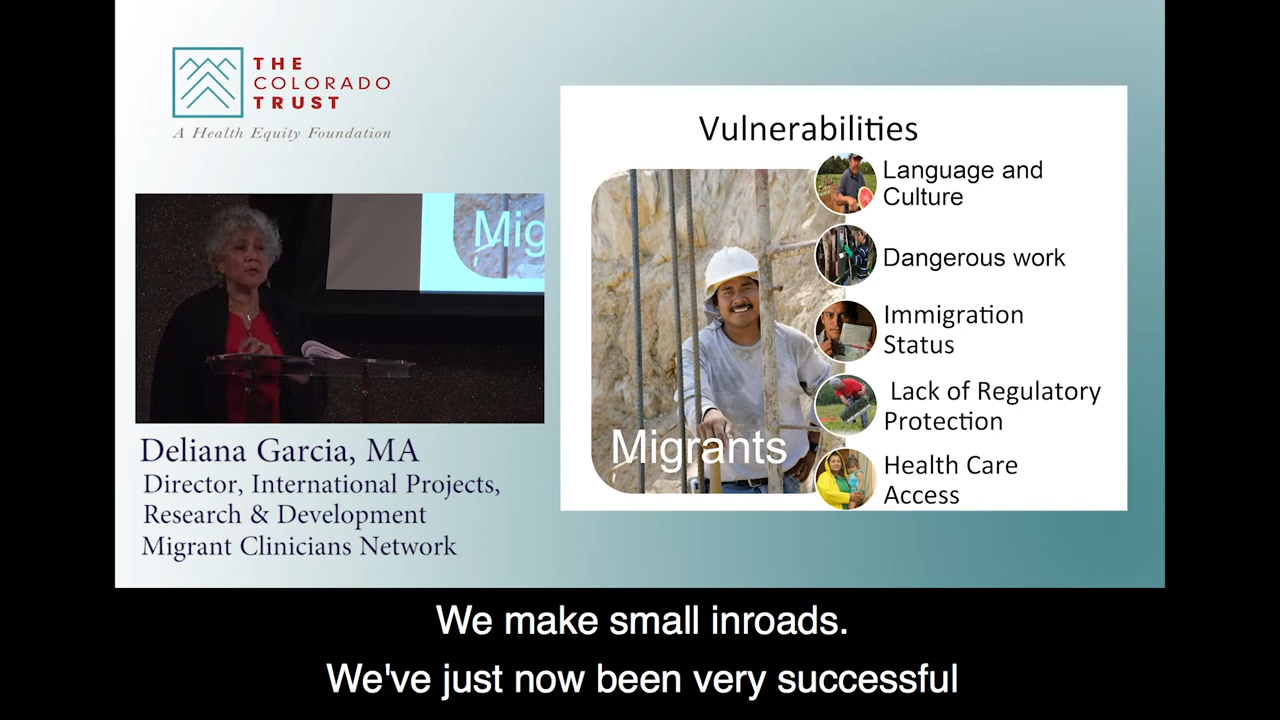 THE
COLORADO
TRUST
A Health Equity Foundation
Mig
Deliana Garcia, MA
Director, International Projects,
Research & Development
Migrant Clinicians Network
Vulnerabilities
Migrants
Language and
Culture
Dangerous work
Immigration
Status
Lack of Regulatory
Protection
Health Care
Access
We make small inroads.
We've just now been very successful